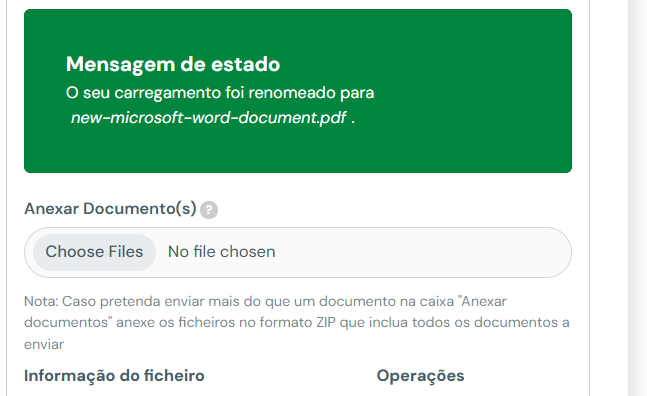 Mensagem de estado
O seu carregamento foi renomeado para
new-microsoft-word-document.pdf .
Anexar Documento(s) ?
Choose Files No file chosen
Nota: Caso pretenda enviar mais do que um documento na caixa "Anexar
documentos" anexe os ficheiros no formato ZIP que inclua todos os documentos a
enviar
Informação do ficheiro Operações